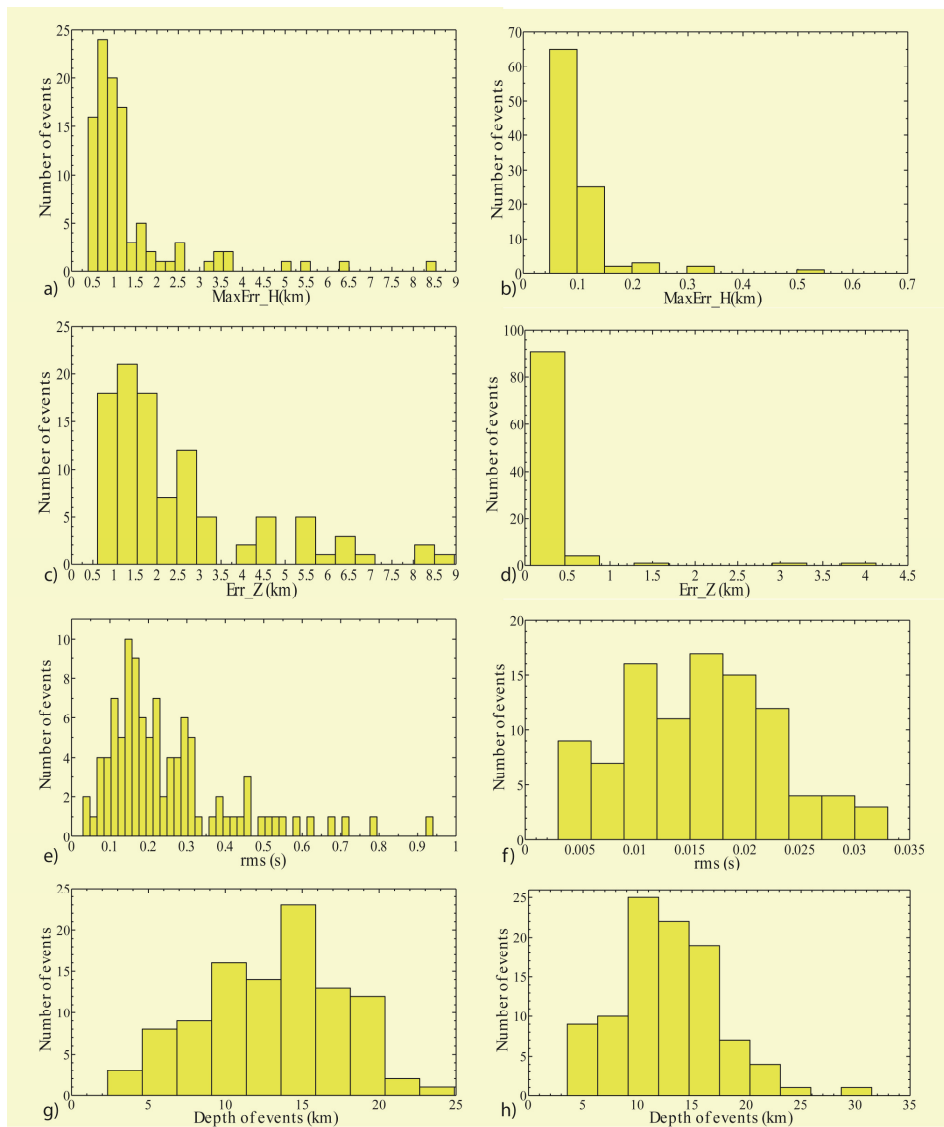 25
20
15
10
5
0
Number of events
0 0.5 1 1.5 2 2.5 3 3.5 4 4.5 5 5.5 6 6.5 7 7.5 8 8.5 9
MaxErr_H(km)
a)
70
60
50
40
30
20
10
0
Number of events
0 0.1 0.2 0.3 0.4 0.5 0.6 0.7
MaxErr_H(km)
b)
25
20
15
10
5
0
Number of events
0 0.5 1 1.5 2 2.5 3 3.5 4 4.5 5 5.5 6 6.5 7 7.5 8 8.5 9
Err_Z (km)
c)
100
80
60
40
20
0
Number of events
0 0.5 1 1.5 2 2.5 3 3.5 4 4.5
Err_Z (km)
d)
10
8
6
4
2
0
Number of events
0 0.1 0.2 0.3 0.4 0.5 0.6 0.7 0.8 0.9 1
rms (s)
e)
20
15
10
5
0
Number of events
0 0.005 0.01 0.015 0.02 0.025 0.03 0.035
rms (s)
f)
25
20
15
10
5
0
Number of events
0 5 10 15 20 25
Depth of events (km)
g)
25
20
15
10
5
0
Number of events
0 5 10 15 20 25 30 35
Depth of events (km)
h)